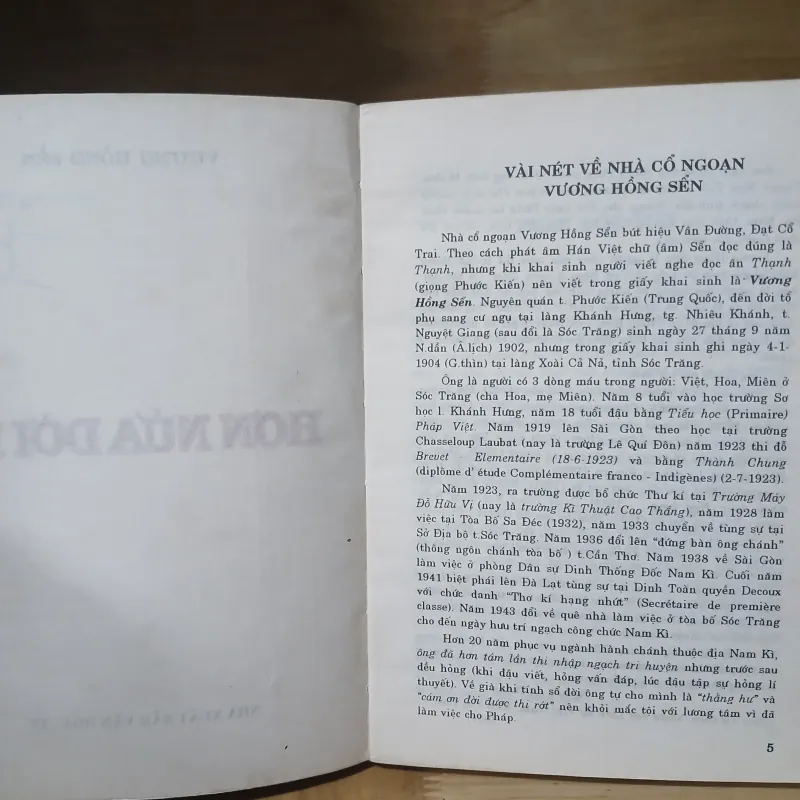 VÀI NÉT VỀ NHÀ CỔ NGOẠN
VƯƠNG HỒNG SỂN
Nhà cổ ngoạn Vương Hồng Sển bút hiệu Vân Đường, Đạt Cổ
Trai. Theo cách phát âm Hán Việt chữ (âm) Sển đọc đúng là
Thạnh, nhưng khi khai sinh người viết nghe đọc ân Thạnh
(giọng Phước Kiến) nên viết trong giấy khai sinh là Vương
Hồng Sển. Nguyên quán t. Phước Kiến (Trung Quốc), đến đời tổ
phụ sang cư ngụ tại làng Khánh Hưng, tg. Nhiêu Khánh, t.
Nguyệt Giang (sau đổi là Sóc Trăng) sinh ngày 27 tháng 9 năm
N.dần (Â.lịch) 1902, nhưng trong giấy khai sinh ghi ngày 4-1-
1904 (G.thìn) tại làng Xoài Cả Nả, tỉnh Sóc Trăng.
Ông là người có 3 dòng máu trong người: Việt, Hoa, Miên ở
Sóc Trăng (cha Hoa, mẹ Miên). Năm 8 tuổi vào học trường Sơ
học l. Khánh Hưng, năm 18 tuổi đậu bằng Tiểu học (Primaire)
Pháp Việt. Năm 1919 lên Sài Gòn theo học tại trường
Chasseloup Laubat (nay là trường Lê Quí Đôn) năm 1923 thi đỗ
Brevet - Elementaire (18-6-1923) và bằng Thành Chung
(diplôme d' étude Complémentaire franco - Indigènes) (2-7-1923).
Năm 1923, ra trường được bổ chức Thư kí tại Trường Máy
Đỗ Hữu Vị (nay là trường Kĩ Thuật Cao Thắng), năm 1928 làm
việc tại Tòa Bố Sa Đéc (1932), năm 1933 chuyển về tùng sự tại
Sở Địa bộ t.Sóc Trăng. Năm 1936 đổi lên "đứng bàn ông chánh"
(thông ngôn chánh tòa bố ) t.Cần Thơ. Năm 1938 về Sài Gòn
làm việc ở phòng Dân sự Dinh Thống Đốc Nam Kì. Cuối năm
1941 biệt phái lên Đà Lạt tùng sự tại Dinh Toàn quyền Decoux
với chức danh "Thơ kí hạng nhứt" (Secrétaire de première
classe). Năm 1943 đổi về quê nhà làm việc ở tòa bố Sóc Trăng
cho đến ngày hưu trí ngạch công chức Nam Kì.
Hơn 20 năm phục vụ ngành hành chánh thuộc địa Nam Kì,
ông đã hơn tám lần thi nhập ngạch tri huyện nhưng trước sau
đều hỏng (khi đậu viết, hỏng vấn đáp, lúc đậu tập sự hỏng lí
thuyết). Về già khi tính sổ đời ông tự cho mình là "thằng hư" và
"cám ơn đời được thi rớt" nên khỏi mắc tội với lương tâm vì đã
làm việc cho Pháp.
5